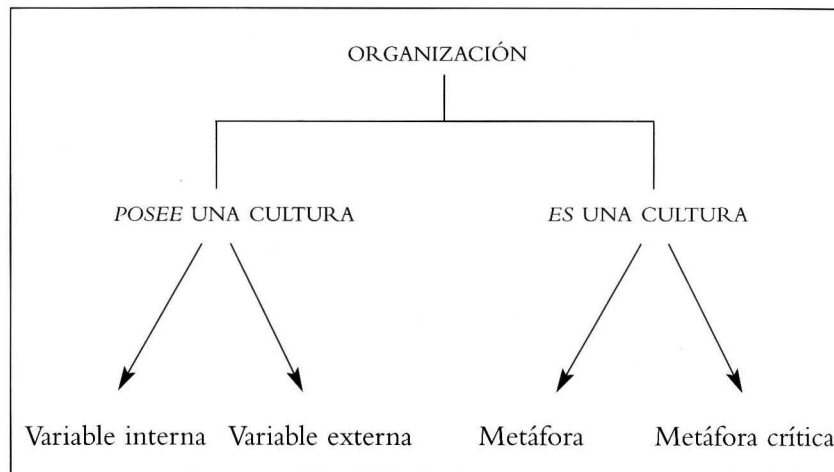 ORGANIZACIÓN
POSEE UNA CULTURA
ES UNA CULTURA
Variable interna
Variable externa
Metáfora
Metáfora crítica